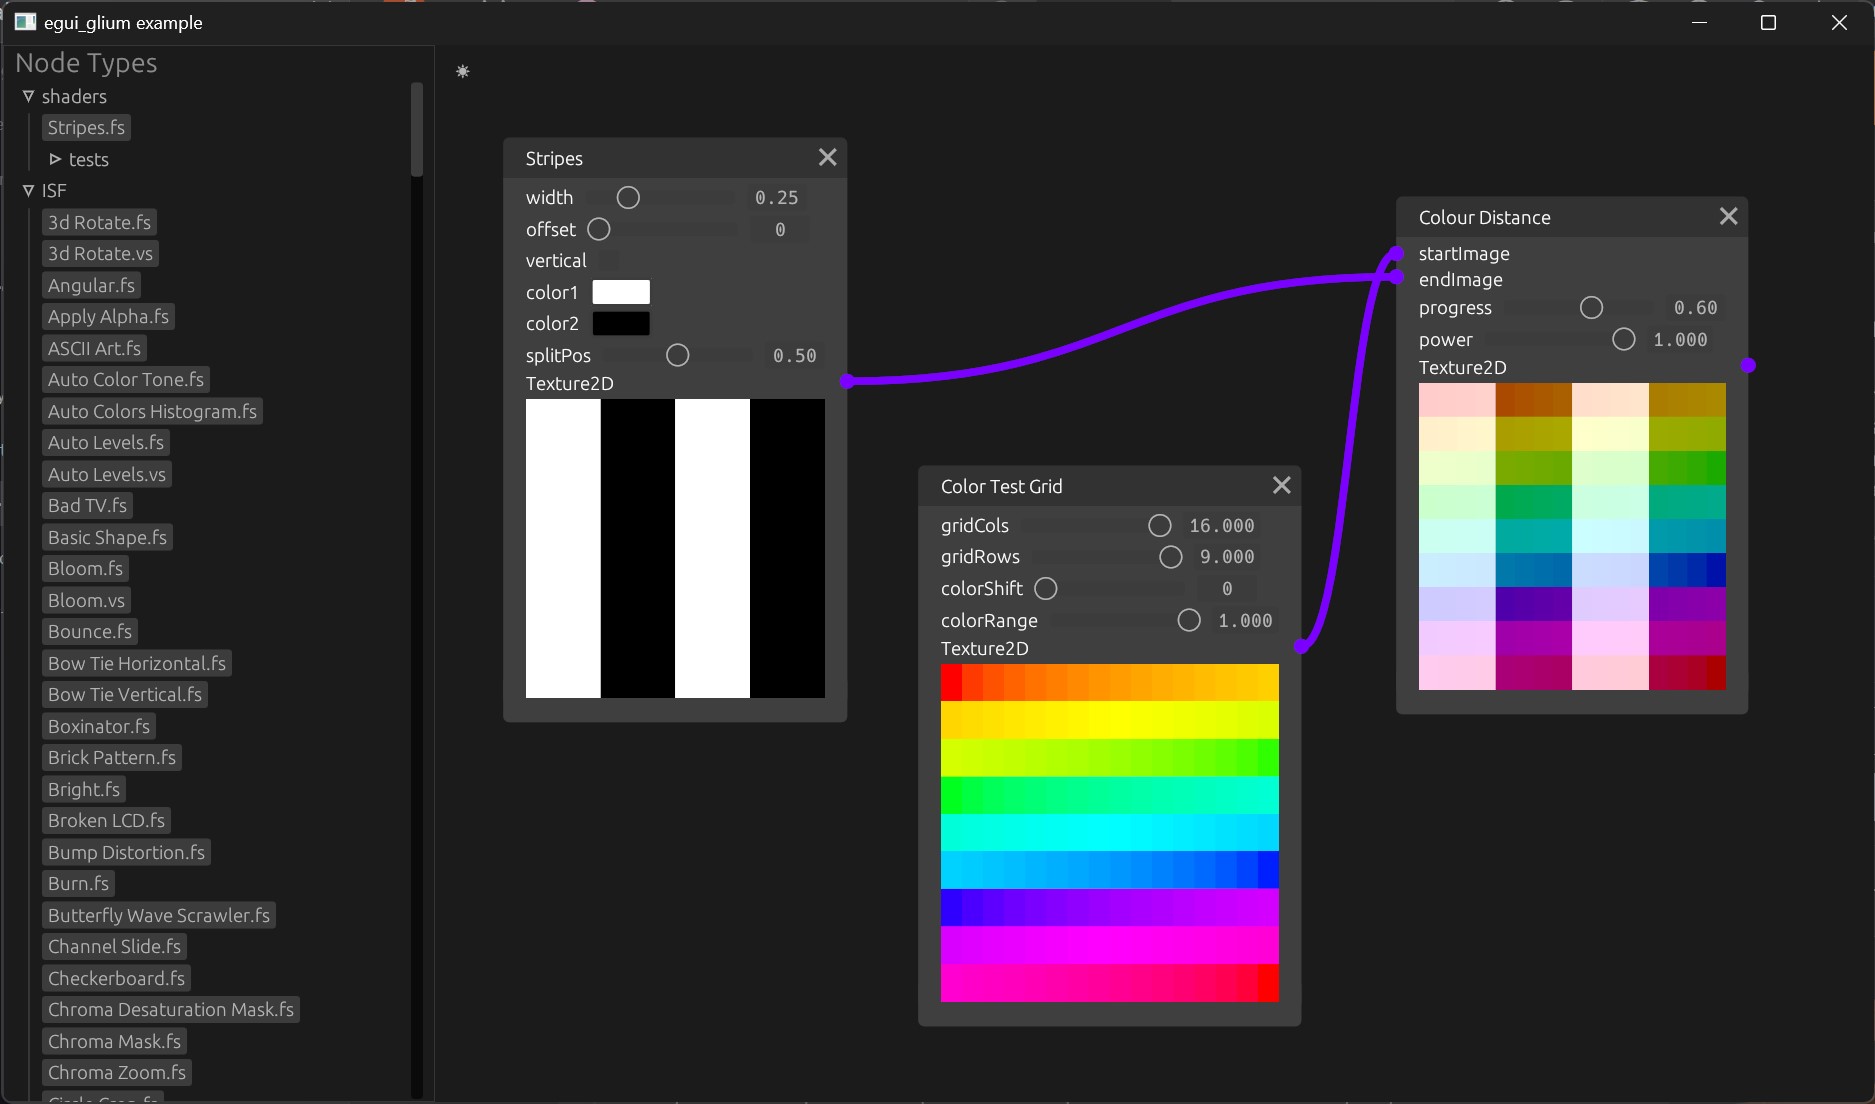 egui_glium example
Node Types
shaders
Stripes.fs
tests
ISF
3d Rotate.fs
3d Rotate.vs
Angular.fs
Apply Alpha.fs
ASCII Art.fs
Auto Color Tone.fs
Auto Colors Histogram.fs
Auto Levels.fs
Auto Levels.vs
Bad TV.fs
Basic Shape.fs
Bloom.fs
Bloom.vs
Bounce.fs
Bow Tie Horizontal.fs
Bow Tie Vertical.fs
Boxinator.fs
Brick Pattern.fs
Bright.fs
Broken LCD.fs
Bump Distortion.fs
Burn.fs
Butterfly Wave Scrawler.fs
Channel Slide.fs
Checkerboard.fs
Chroma Desaturation Mask.fs
Chroma Mask.fs
Chroma Zoom.fs
Stripes
width 0.25
offset 0
vertical
color1
color2
splitPos 0.50
Texture2D
Color Test Grid
gridCols 16.000
gridRows 9.000
colorShift 0
colorRange 1.000
Texture2D
Colour Distance
startImage
endImage
progress 0.60
power 1.000
Texture2D